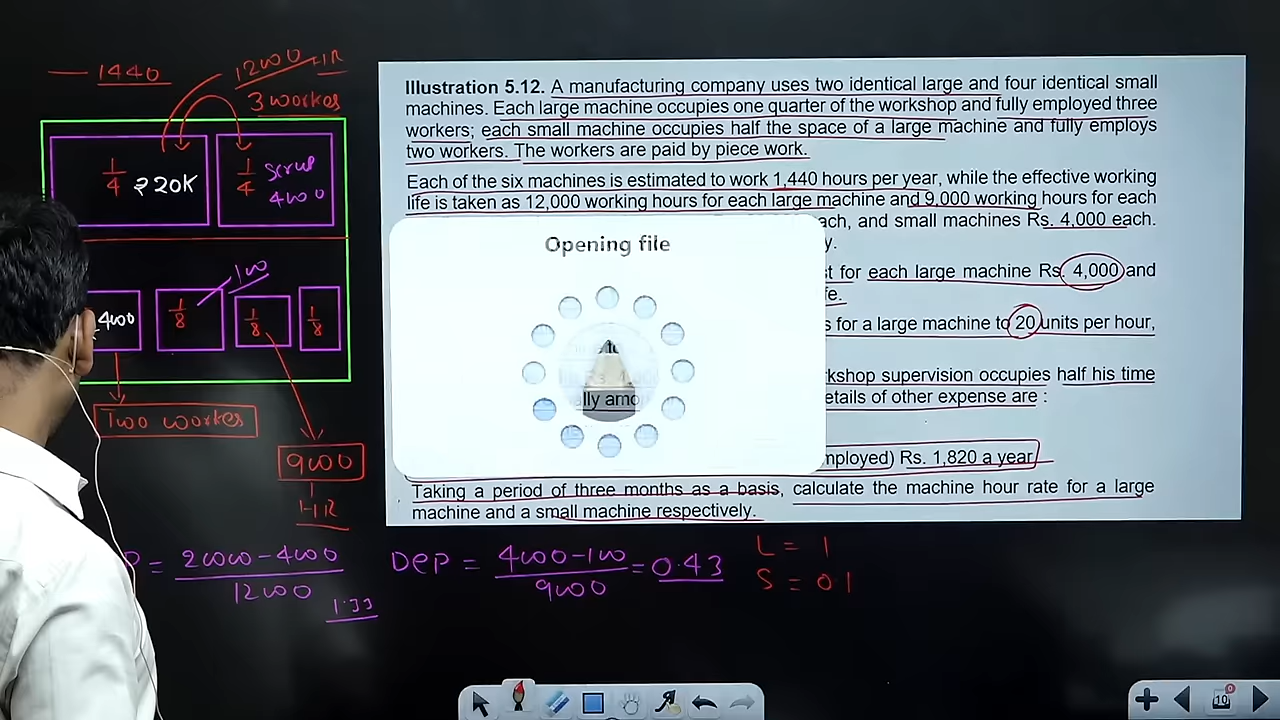 — 1440
12000 HR
3 workes
1/4 ₴20K
1/4 Scrap
4000
100
4000
1/8
1/8
1/8
Two workes
9000
HR
Illustration 5.12. A manufacturing company uses two identical large and four identical small
machines. Each large machine occupies one quarter of the workshop and fully employed three
workers; each small machine occupies half the space of a large machine and fully employs
two workers. The workers are paid by piece work.
Each of the six machines is estimated to work 1,440 hours per year, while the effective working
life is taken as 12,000 working hours for each large machine and 9,000 working hours for each
ach, and small machines Rs. 4,000 each.
y.
t for each large machine Rs. 4,000 and
fe.
s for a large machine to 20 units per hour,
kshop supervision occupies half his time
etails of other expense are :
mployed) Rs. 1,820 a year
Taking a period of three months as a basis, calculate the machine hour rate for a large
machine and a small machine respectively.
Opening file
lly amo
P = 20000-4000 / 12000
1.33
DeP = 4000-100 / 9000 = 0.43
L = 1
S = 0.1
10